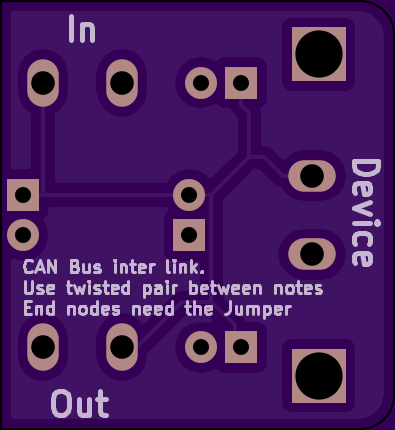 In
Device
CAN Bus inter link.
Use twisted pair between notes
End nodes need the Jumper
Out